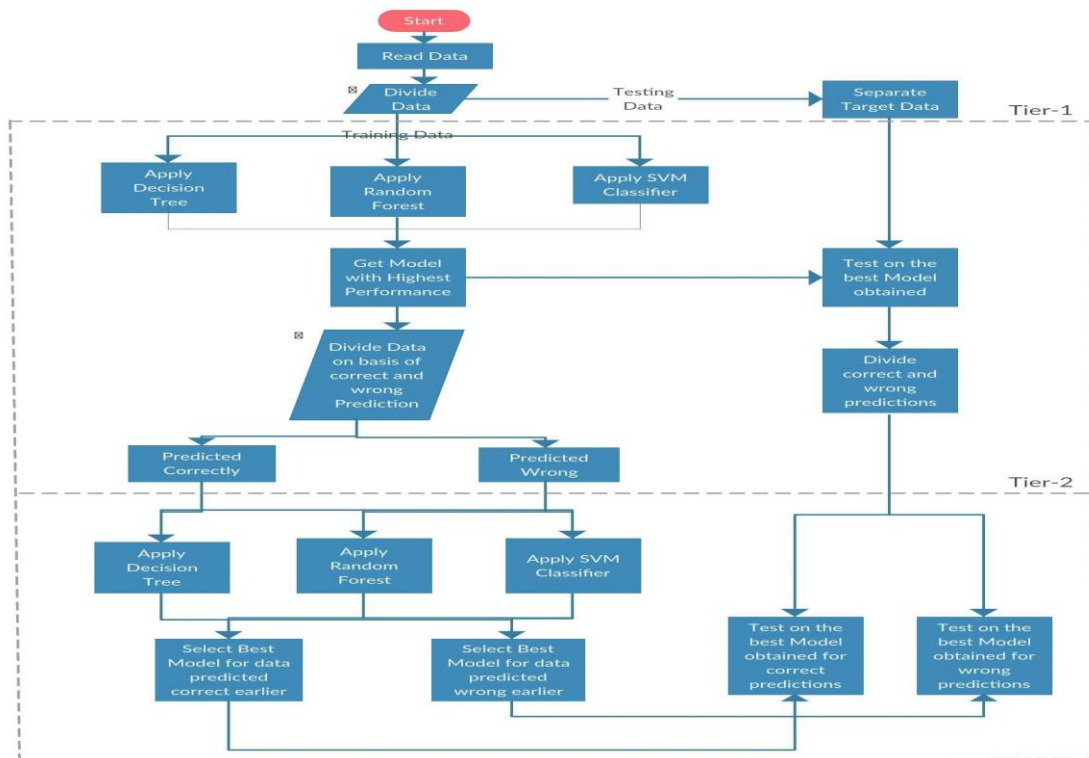 Start
Read Data
Divide
Data
Testing
Data
Separate
Target Data
Tier-1
Training Data
Apply
Decision
Tree
Apply
Random
Forest
Apply SVM
Classifier
Get Model
with Highest
Performance
Test on the
best Model
obtained
Divide Data
on basis of
correct and
wrong
Prediction
Divide
correct and
wrong
predictions
Predicted
Correctly
Predicted
Wrong
Tier-2
Apply
Decision
Tree
Apply
Random
Forest
Apply SVM
Classifier
Select Best
Model for data
predicted
correct earlier
Select Best
Model for data
predicted
wrong earlier
Test on the
best Model
obtained for
correct
predictions
Test on the
best Model
obtained for
wrong
predictions